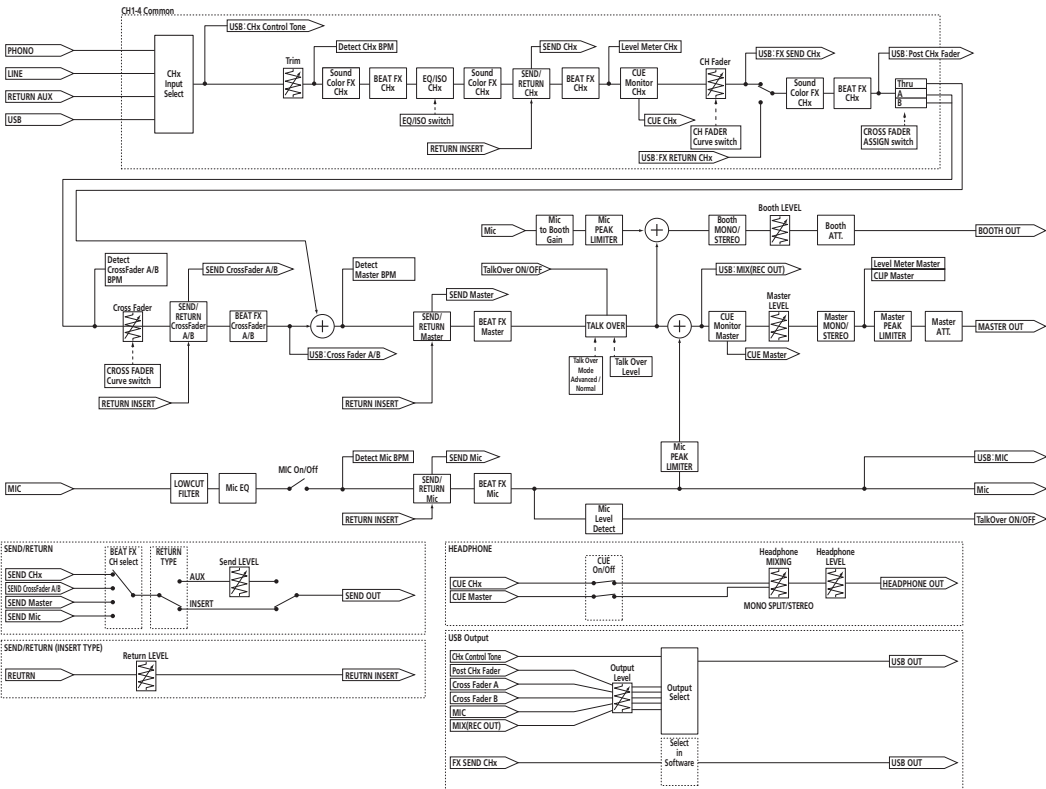 CH1-4 Common
USB:CHx Control Tone
PHONO
LINE
RETURN AUX
USB
CHx
Input
Select
Trim
Detect CHx BPM
Sound
Color FX
CHx
BEAT FX
CHx
EQ/ISO
CHx
EQ/ISO switch
Sound
Color FX
CHx
SEND CHx
SEND/
RETURN
CHx
RETURN INSERT
BEAT FX
CHx
Level Meter CHx
CUE
Monitor
CHx
CUE CHx
CH Fader
CH FADER
Curve switch
USB:FX SEND CHx
USB:FX RETURN CHx
Sound
Color FX
CHx
BEAT FX
CHx
USB:Post CHx Fader
Thru
A
B
CROSS FADER
ASSIGN switch
Mic
Mic
to Booth
Gain
Mic
PEAK
LIMITER
Booth
MONO/
STEREO
Booth LEVEL
Booth
ATT.
BOOTH OUT
Detect
CrossFader A/B
BPM
SEND CrossFader A/B
Cross Fader
SEND/
RETURN
CrossFader
A/B
BEAT FX
CrossFader
A/B
CROSS FADER
Curve switch
RETURN INSERT
USB:Cross Fader A/B
Detect
Master BPM
SEND Master
SEND/
RETURN
Master
RETURN INSERT
BEAT FX
Master
TalkOver ON/OFF
TALK OVER
Talk Over
Mode
Advanced /
Normal
Talk Over
Level
USB:MIX(REC OUT)
CUE
Monitor
Master
CUE Master
Master
LEVEL
Master
MONO/
STEREO
Level Meter Master
CLIP Master
Master
PEAK
LIMITER
Master
ATT.
MASTER OUT
Mic
PEAK
LIMITER
MIC
LOWCUT
FILTER
Mic EQ
MIC On/Off
Detect Mic BPM
SEND Mic
SEND/
RETURN
Mic
RETURN INSERT
BEAT FX
Mic
Mic
Level
Detect
USB:MIC
Mic
TalkOver ON/OFF
SEND/RETURN
BEAT FX
CH select
RETURN
TYPE
Send LEVEL
SEND CHx
SEND CrossFader A/B
SEND Master
SEND Mic
AUX
INSERT
SEND OUT
SEND/RETURN (INSERT TYPE)
Return LEVEL
REUTRN
REUTRN INSERT
HEADPHONE
CUE
On/Off
CUE CHx
CUE Master
Headphone
MIXING
MONO SPLIT/STEREO
Headphone
LEVEL
HEADPHONE OUT
USB Output
CHx Control Tone
Post CHx Fader
Cross Fader A
Cross Fader B
MIC
MIX(REC OUT)
Output
Level
Output
Select
USB OUT
FX SEND CHx
Select
in
Software
USB OUT